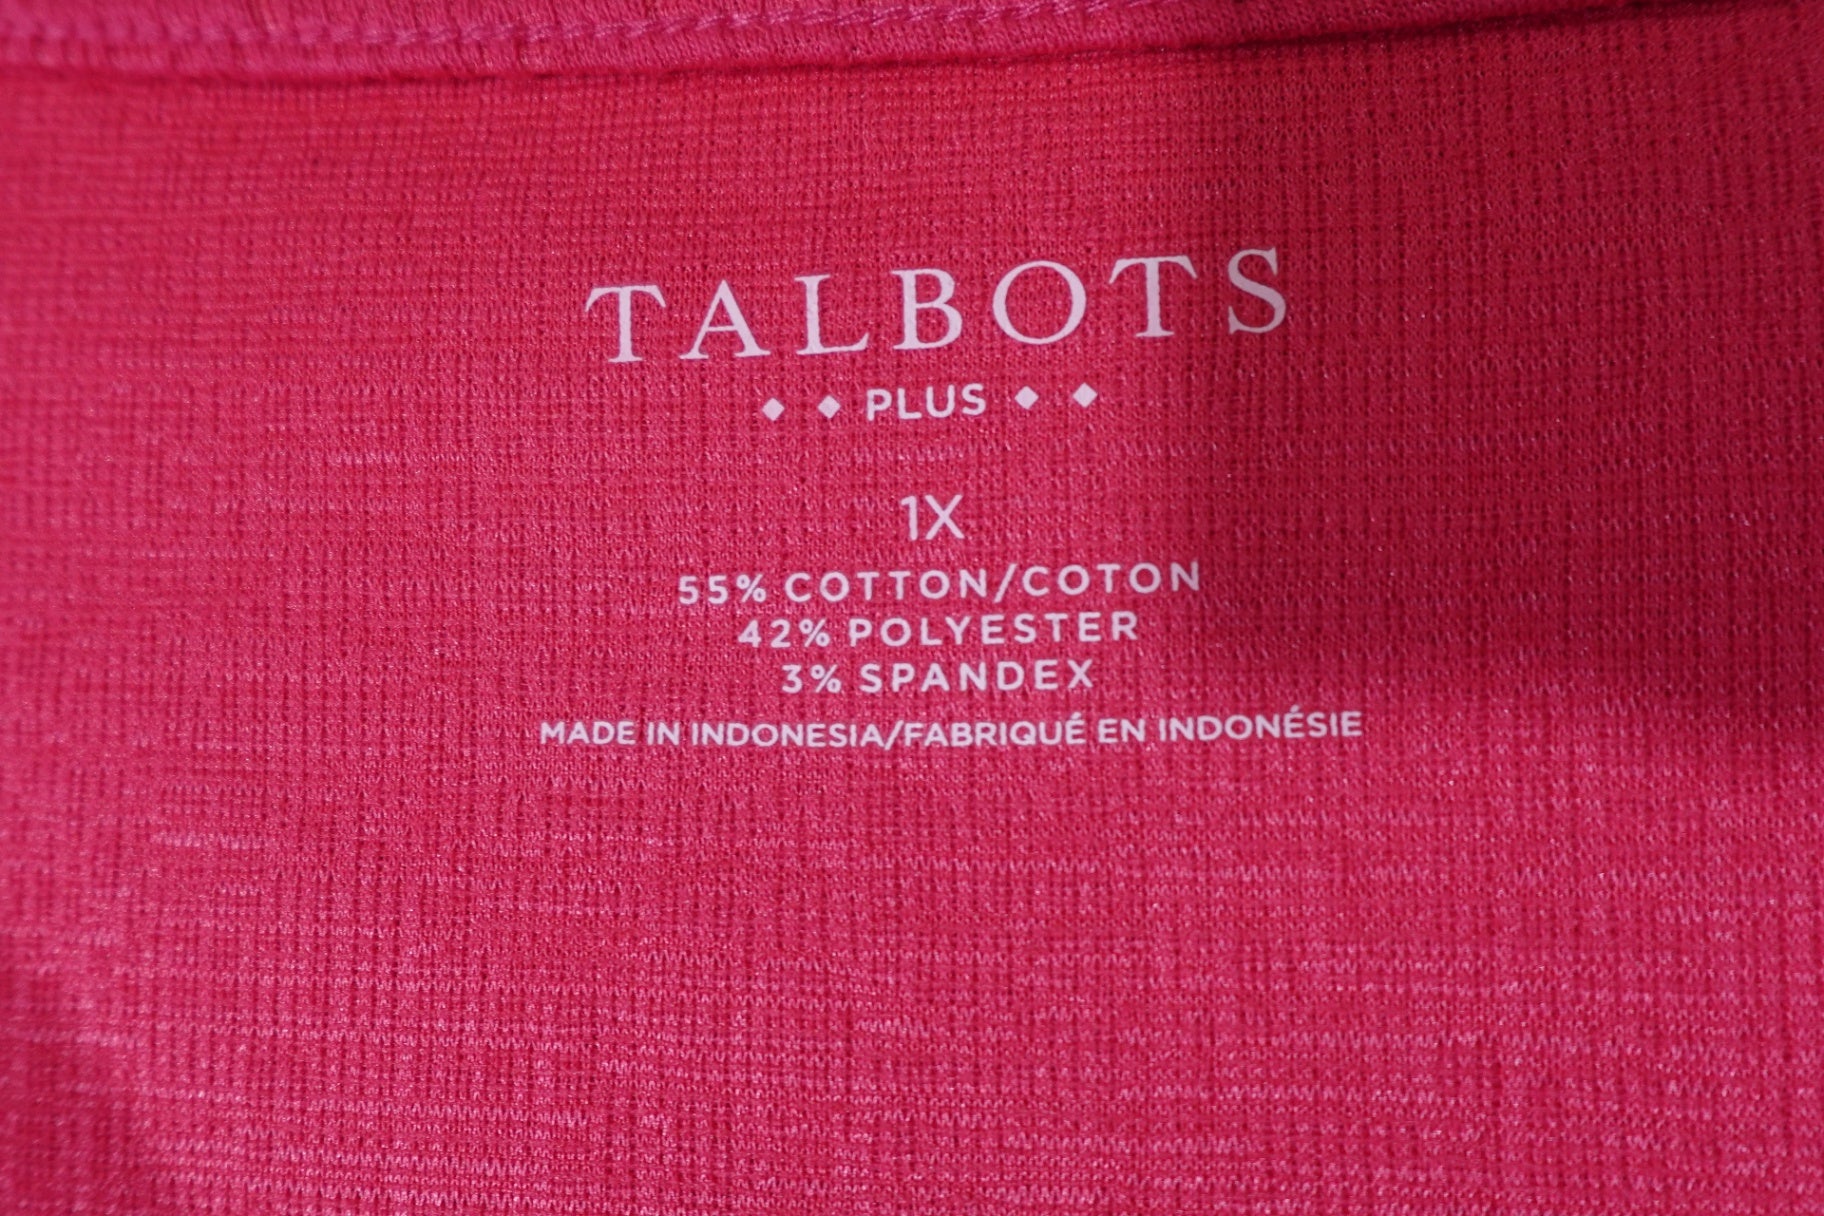 TALBOTS
PLUS
1X
55% COTTON/COTON
42% POLYESTER
3% SPANDEX
MADE IN INDONESIA/FABRIQUÉ EN INDONÉSIE